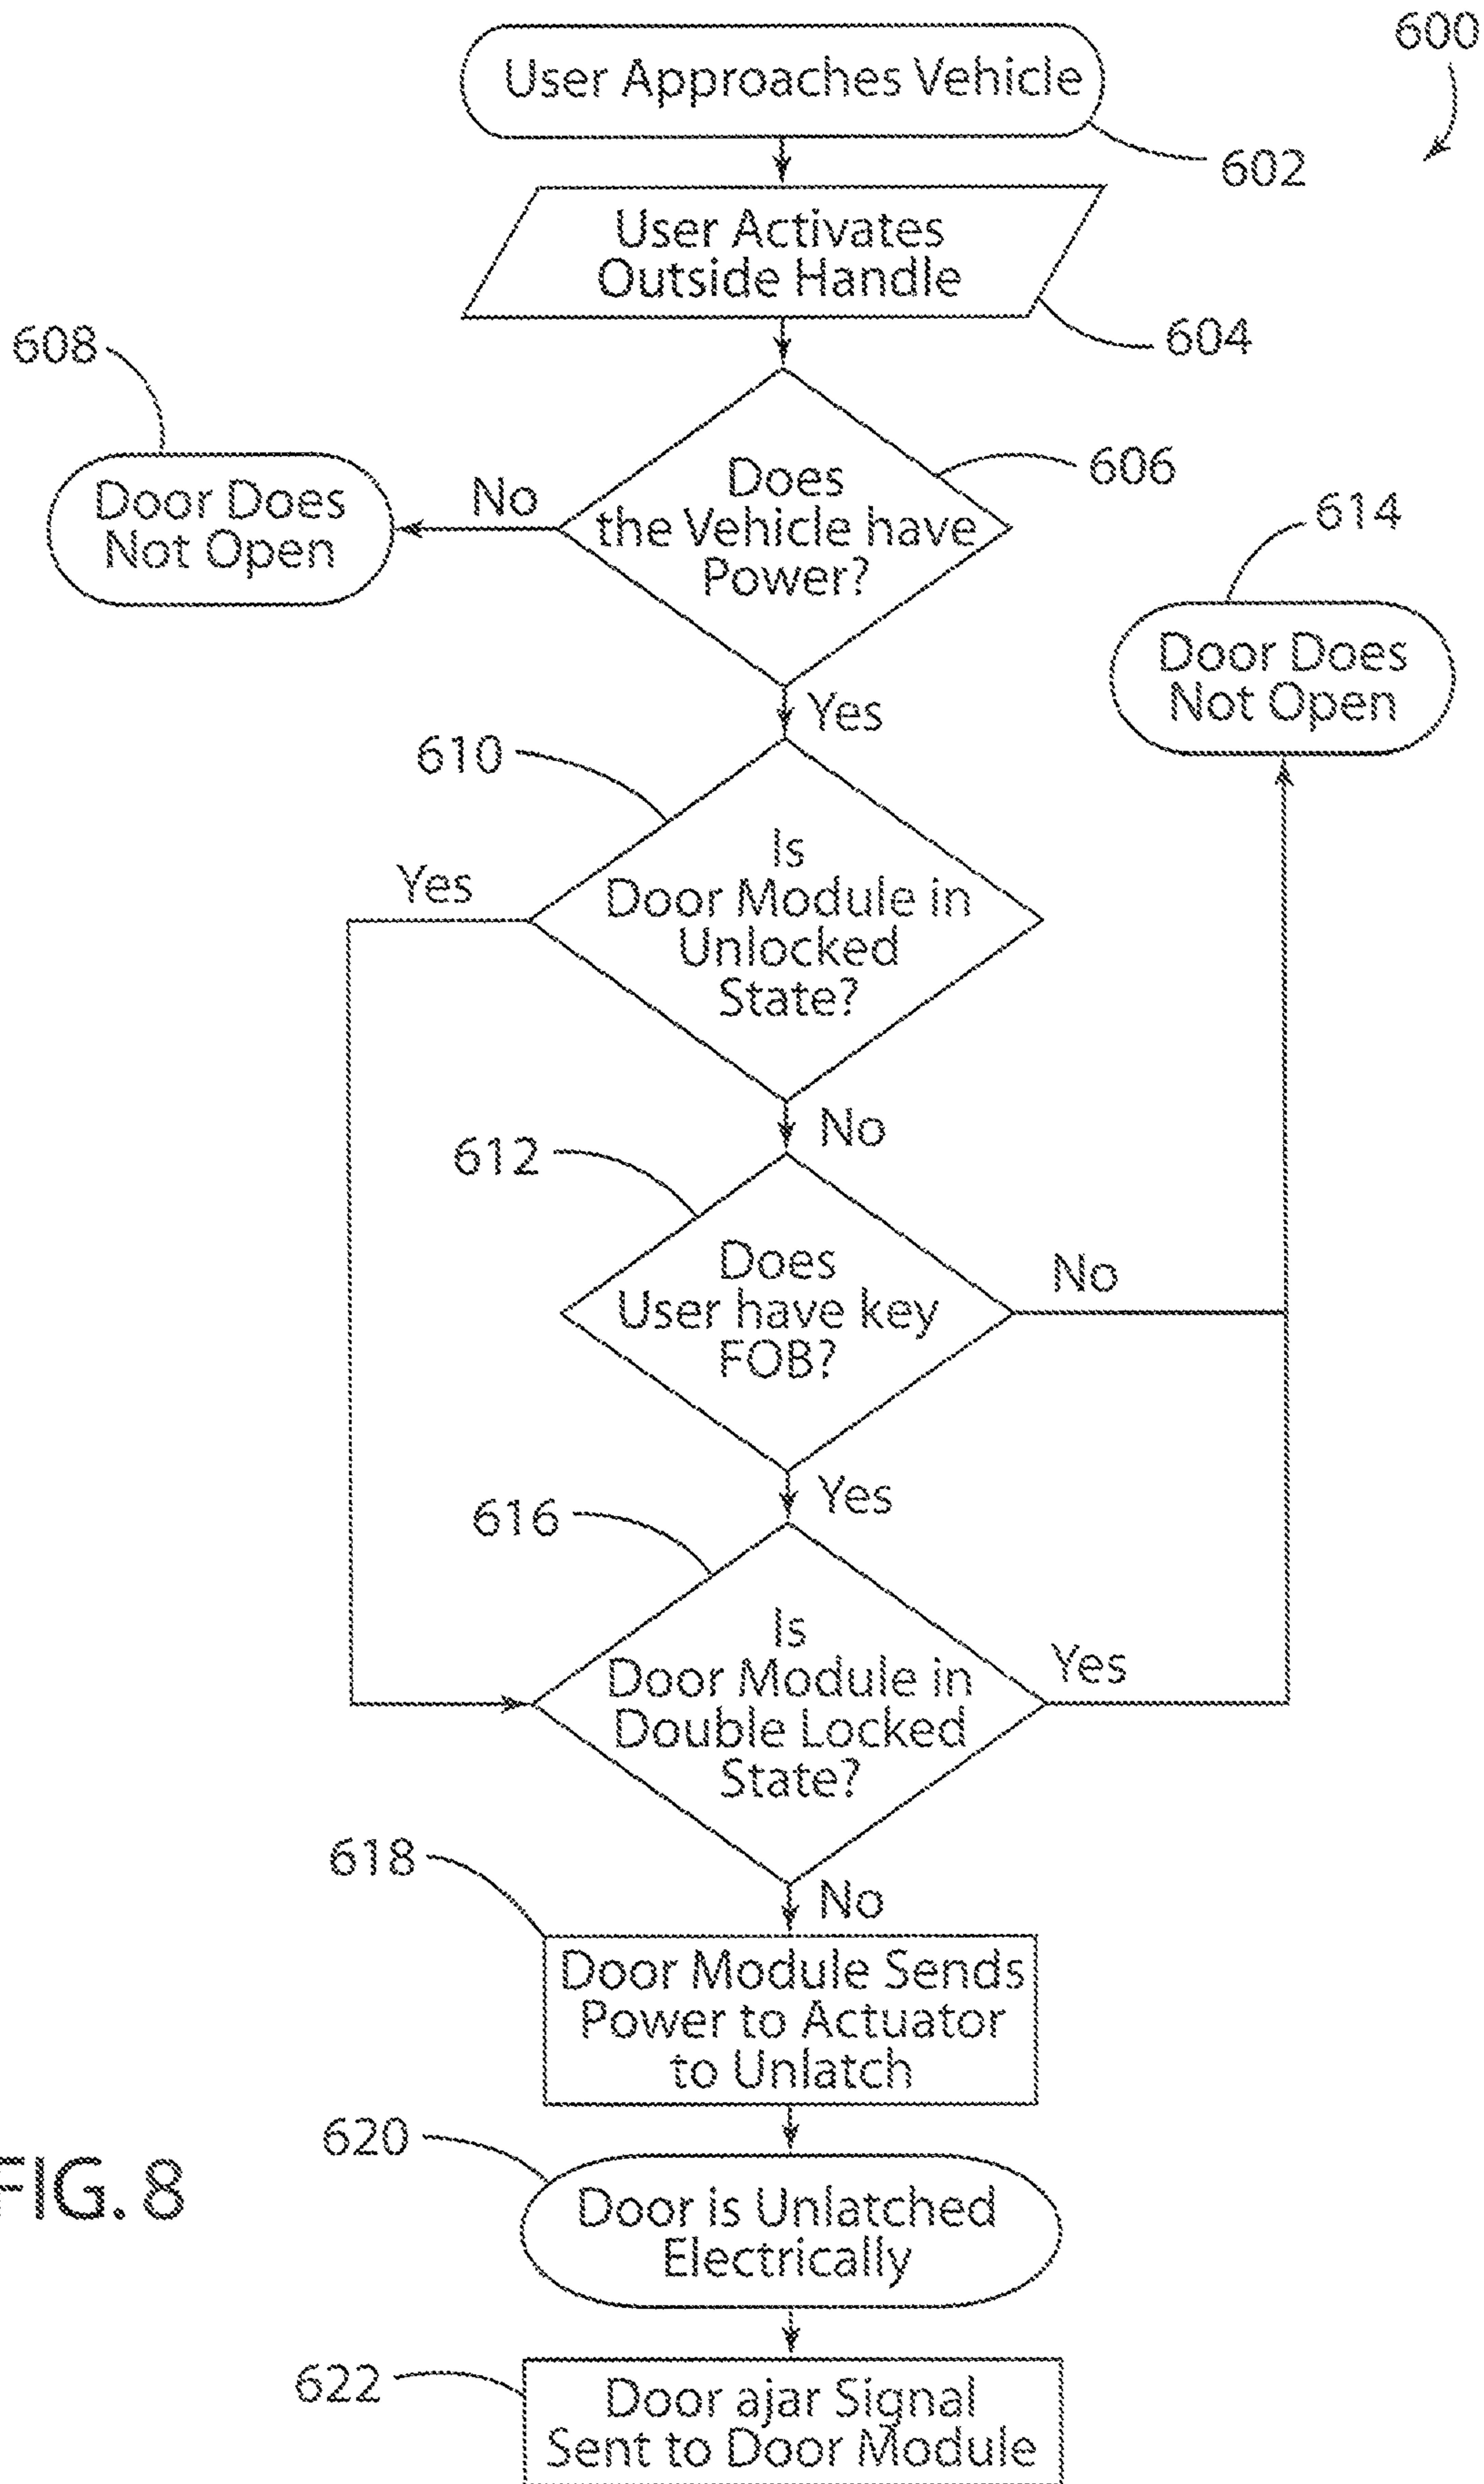 600
User Approaches Vehicle
602
User Activates
Outside Handle
604
608
Does
the Vehicle have
Power?
606
No
Door Does
Not Open
614
Door Does
Not Open
Yes
610
Is
Door Module in
Unlocked
State?
Yes
No
612
Does
User have key
FOB?
No
Yes
616
Is
Door Module in
Double Locked
State?
Yes
No
618
Door Module Sends
Power to Actuator
to Unlatch
620
Door is Unlatched
Electrically
FIG. 8
622
Door ajar Signal
Sent to Door Module